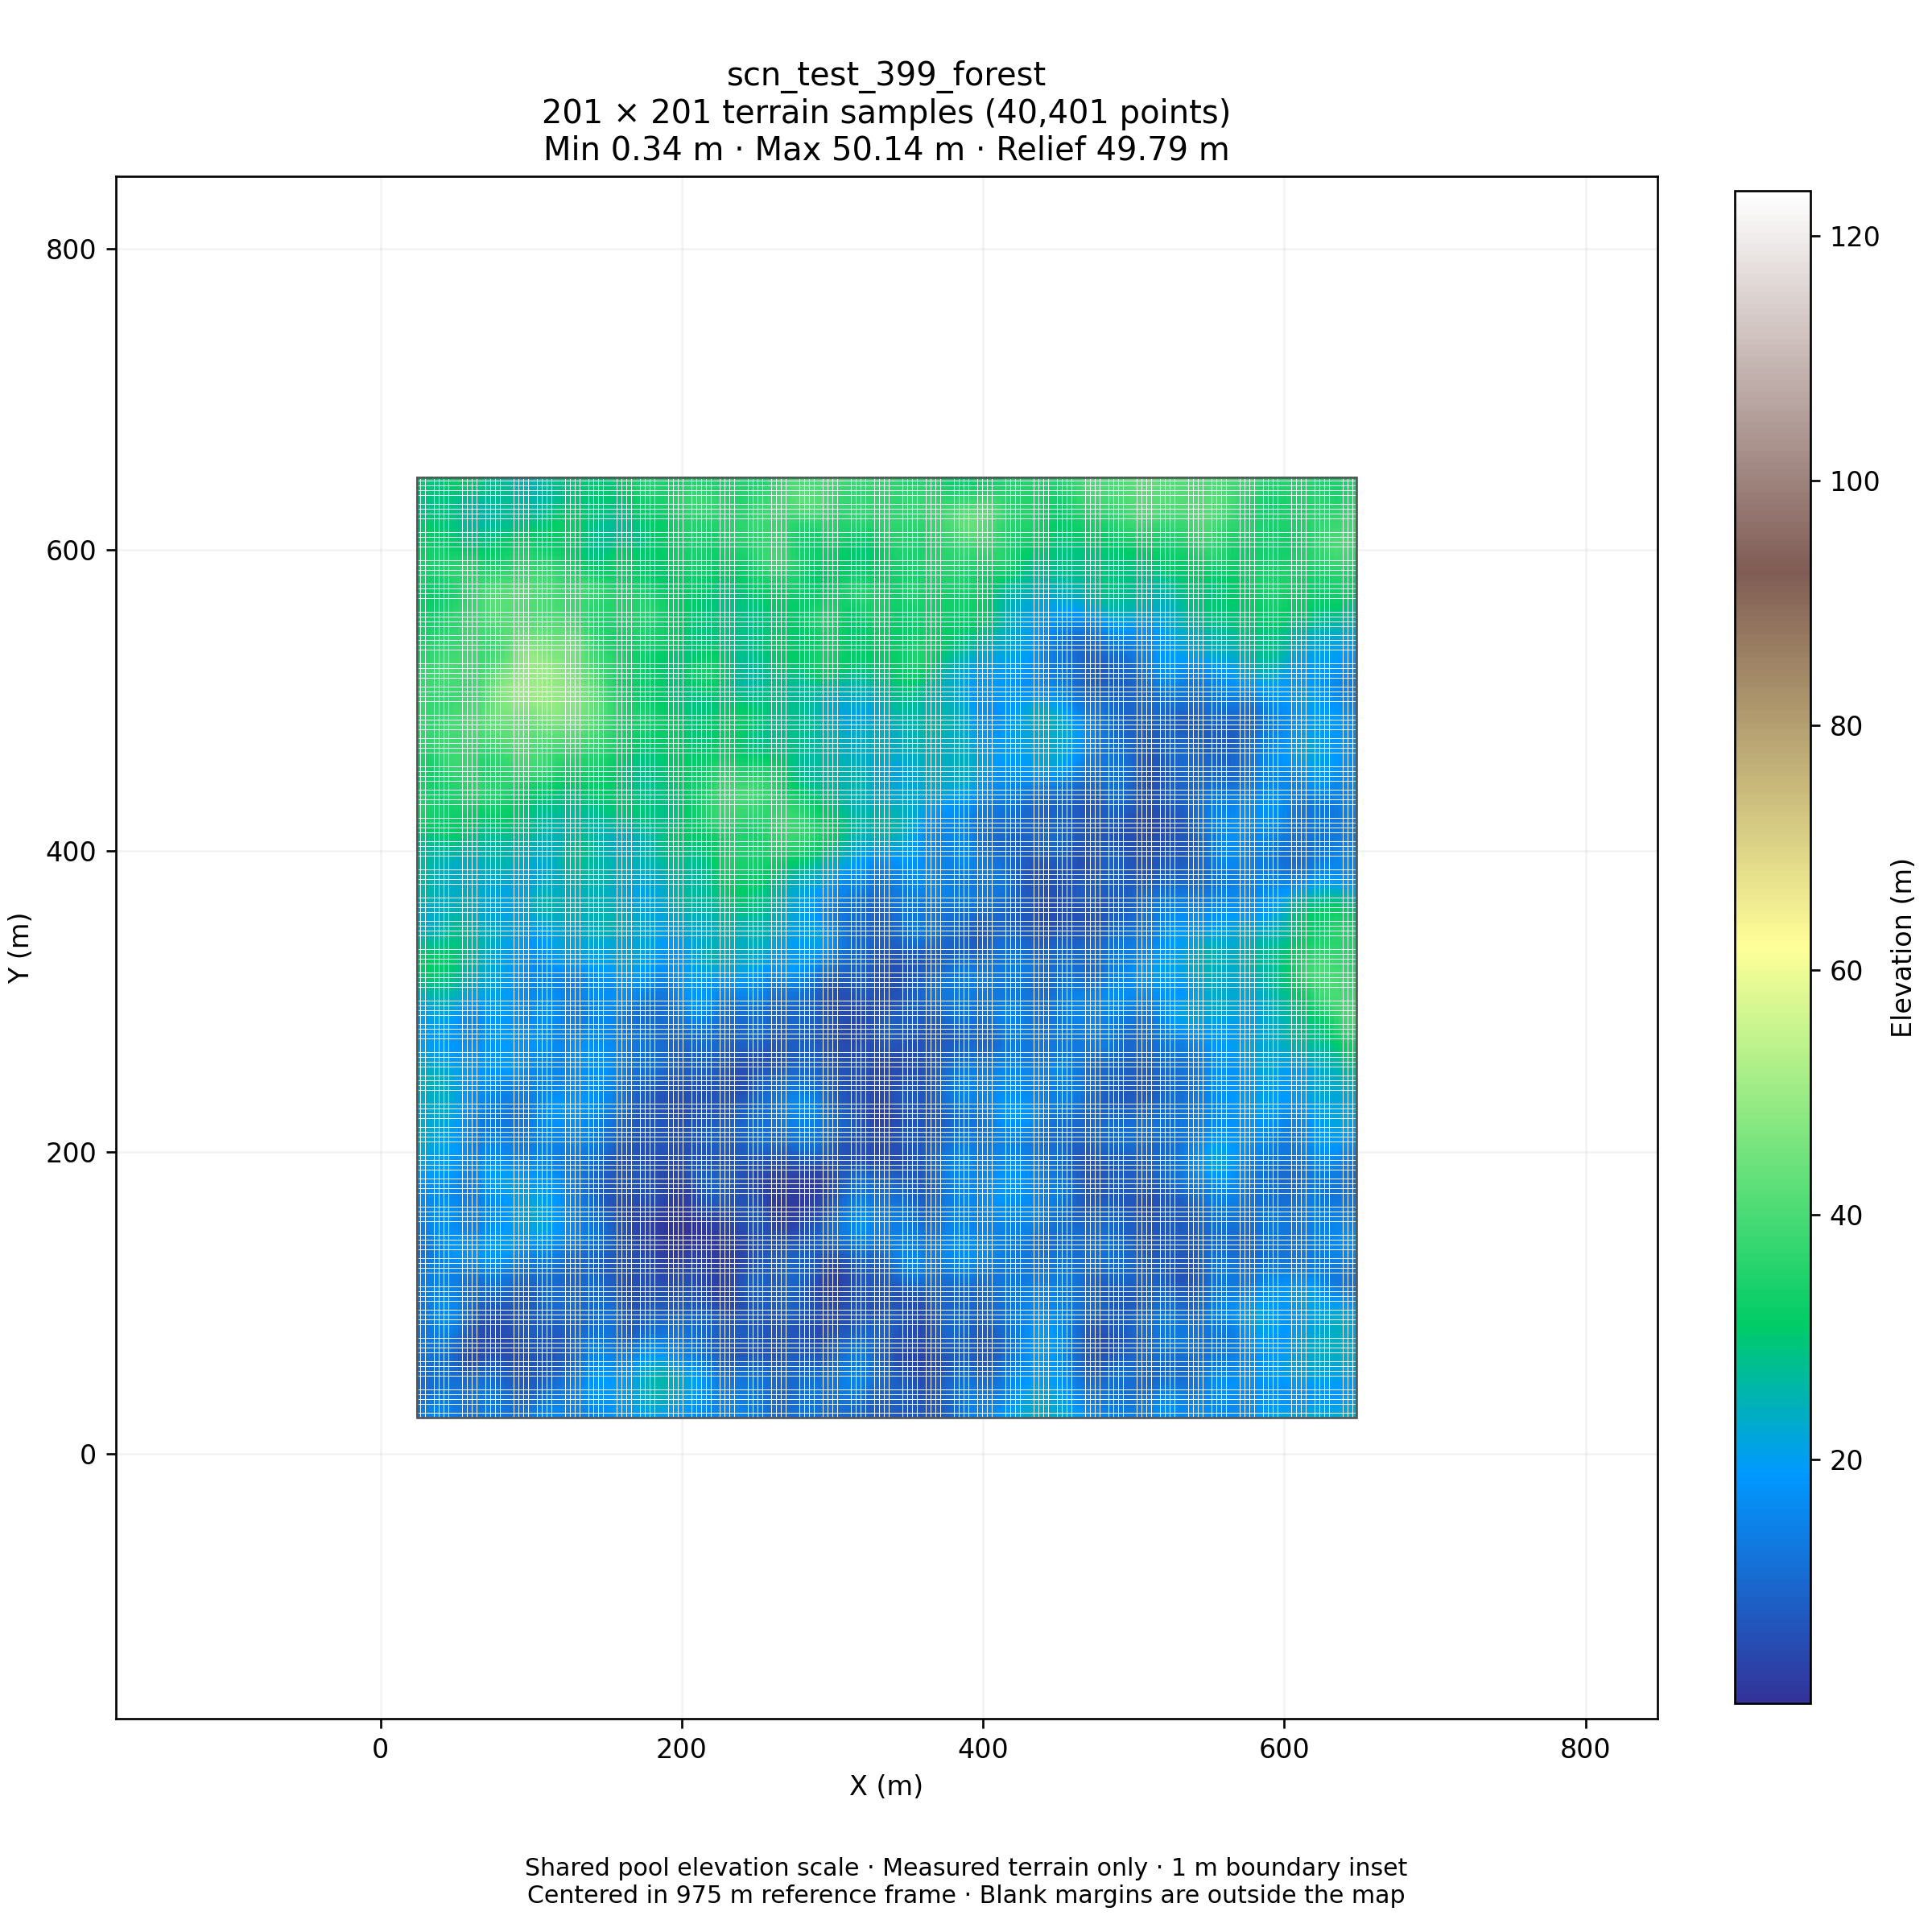 scn_test_399_forest
201 × 201 terrain samples (40,401 points)
Min 0.34 m · Max 50.14 m · Relief 49.79 m
800
600
400
200
0
Y (m)
0
200
400
600
800
X (m)
120
100
80
60
40
20
Elevation (m)
Shared pool elevation scale · Measured terrain only · 1 m boundary inset
Centered in 975 m reference frame · Blank margins are outside the map